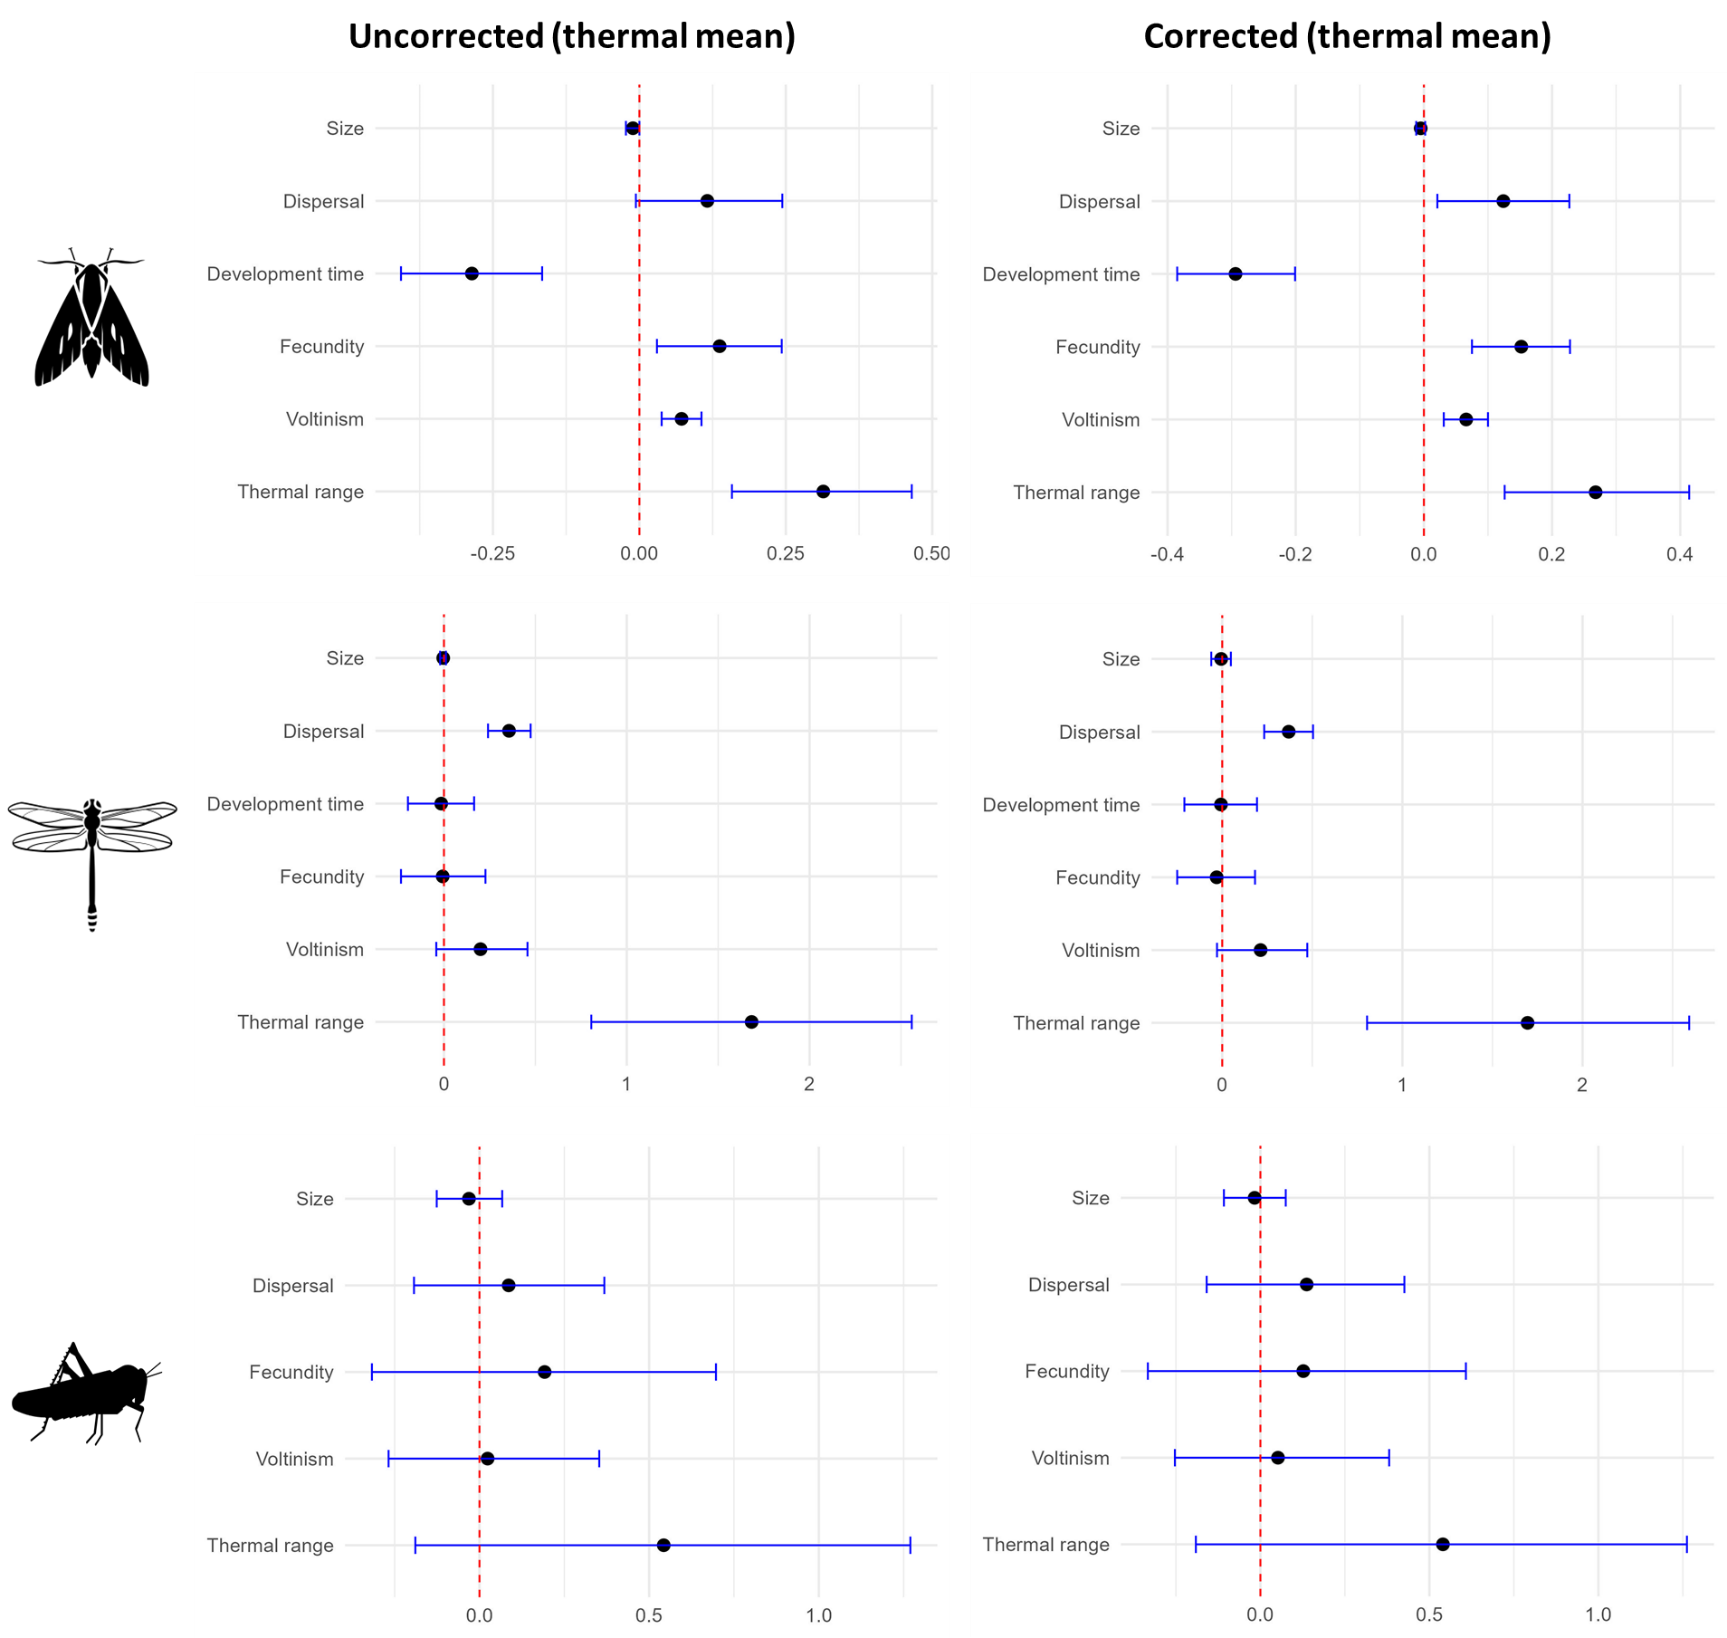 Uncorrected (thermal mean)
Corrected (thermal mean)
Size
Dispersal
Development time
Fecundity
Voltinism
Thermal range
-0.25 0.00 0.25 0.50
Size
Dispersal
Development time
Fecundity
Voltinism
Thermal range
-0.4 -0.2 0.0 0.2 0.4
Size
Dispersal
Development time
Fecundity
Voltinism
Thermal range
0 1 2
Size
Dispersal
Development time
Fecundity
Voltinism
Thermal range
0 1 2
Size
Dispersal
Fecundity
Voltinism
Thermal range
0.0 0.5 1.0
Size
Dispersal
Fecundity
Voltinism
Thermal range
0.0 0.5 1.0